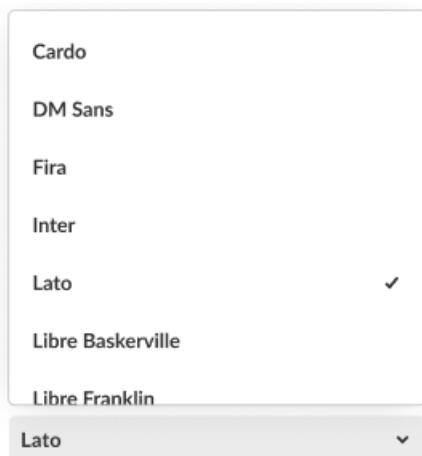 Cardo
DM Sans
Fira
Inter
Lato
Libre Baskerville
Libre Franklin
Lato